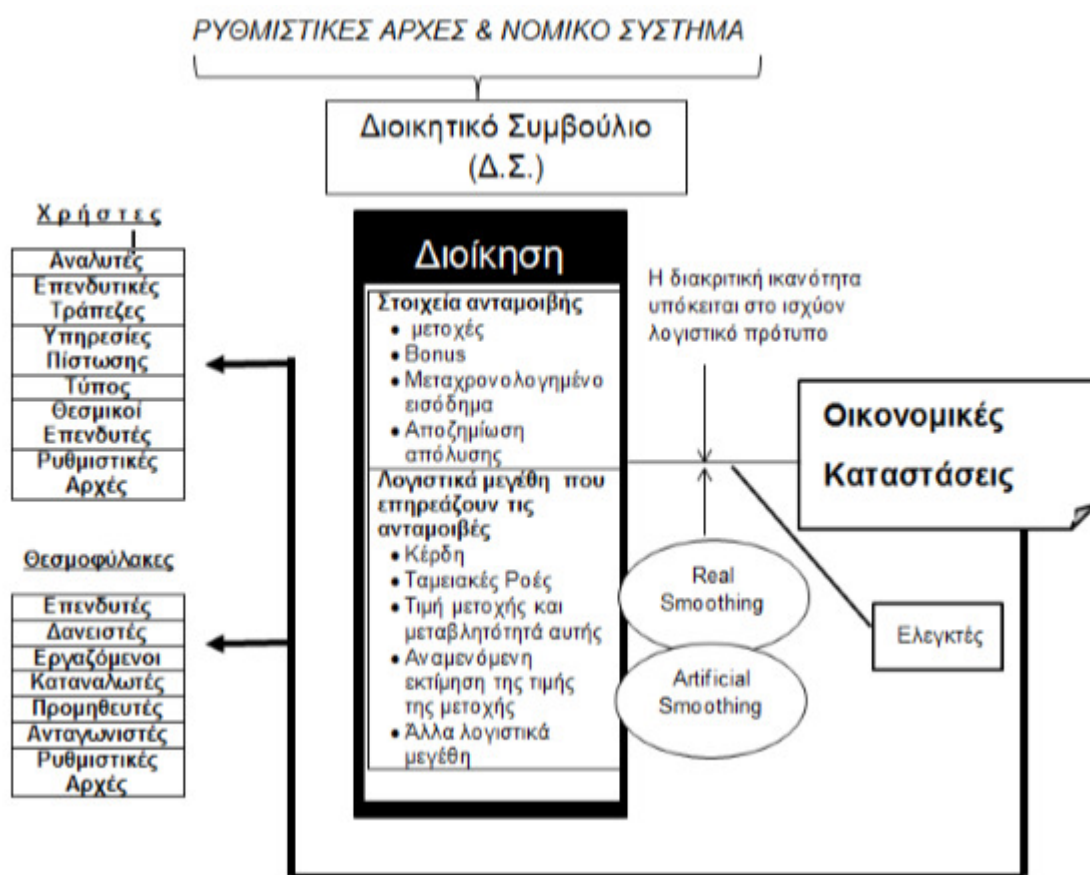 ΡΥΘΜΙΣΤΙΚΕΣ ΑΡΧΕΣ & ΝΟΜΙΚΟ ΣΥΣΤΗΜΑ
Διοικητικό Συμβούλιο
(Δ.Σ.)
Χρήστες
Αναλυτές
Επενδυτικές
Τράπεζες
Υπηρεσίες
Πίστωσης
Τύπος
Θεσμικοί
Επενδυτές
Ρυθμιστικές
Αρχές
Θεσμοφύλακες
Επενδυτές
Δανειστές
Εργαζόμενοι
Καταναλωτές
Προμηθευτές
Ανταγωνιστές
Ρυθμιστικές
Αρχές
Διοίκηση
Στοιχεία ανταμοιβής
• μετοχές
• Bonus
• Μεταχρονολογημένο
εισόδημα
• Αποζημίωση
απόλυσης
Λογιστικά μεγέθη που
επηρεάζουν τις
ανταμοιβές
• Κέρδη
• Ταμειακές Ροές
• Τιμή μετοχής και
μεταβλητότητά αυτής
• Αναμενόμενη
εκτίμηση της τιμής
της μετοχής
• Άλλα λογιστικά
μεγέθη
Η διακριτική ικανότητα
υπόκειται στο ισχύον
λογιστικό πρότυπο
Οικονομικές
Καταστάσεις
Real
Smoothing
Artificial
Smoothing
Ελεγκτές